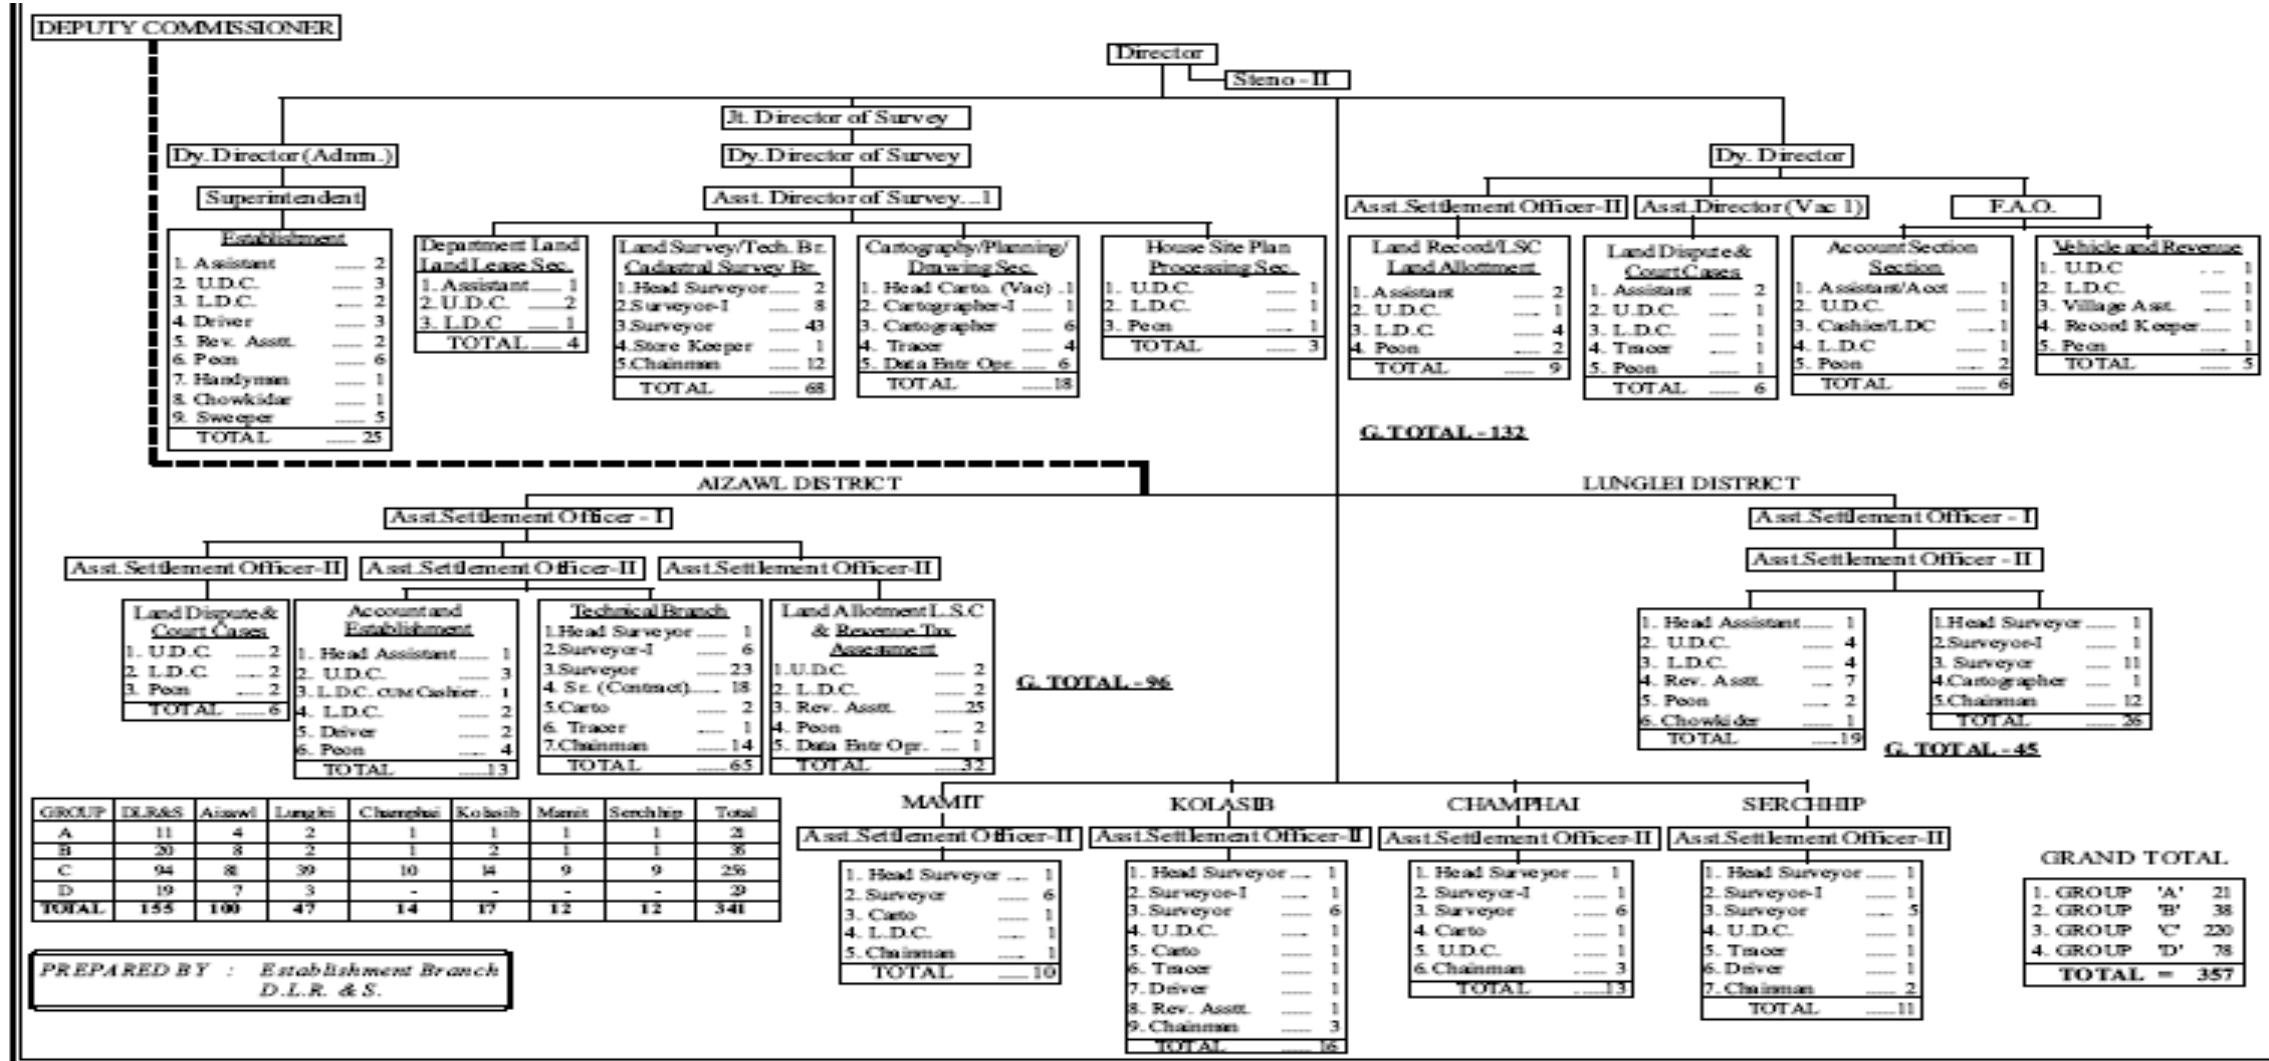 DEPUTY COMMISSIONER
Director
Steno - II
Jt. Director of Survey
Dy. Director (Adnm.)
Dy. Director of Survey
Dy. Director
Superintendent
Asst. Director of Survey...1
Asst.Settlement Officer-II
Asst.Director (Vac 1)
F.A.O.
Establishment
1. Assistant ...... 2
2. U.D.C. ...... 3
3. L.D.C. ...... 2
4. Driver ...... 3
5. Rev. Asstt. ...... 2
6. Peon ...... 6
7. Handyman ...... 1
8. Chowkidar ...... 1
9. Sweeper ...... 5
TOTAL ...... 25
Department Land
Land Lease Sec.
1. Assistant ...... 1
2. U.D.C. ...... 2
3. L.D.C ...... 1
TOTAL ...... 4
Land Survey/Tech. Br.
Cadastral Survey Br.
1.Head Surveyor ...... 2
2.Surveyor-I ...... 8
3.Surveyor ...... 43
4.Store Keeper ...... 1
5.Chainman ...... 12
TOTAL ...... 68
Cartography/Planning/
Drawing Sec.
1. Head Carto. (Vac) .1
2. Cartographer-I ...... 1
3. Cartographer ...... 6
4. Tracer ...... 4
5. Data Entr Opr. ...... 6
TOTAL ......18
House Site Plan
Processing Sec.
1. U.D.C. ...... 1
2. L.D.C. ...... 1
3. Peon ...... 1
TOTAL ...... 3
Land Record/LSC
Land Allottment
1. Assistant ...... 2
2. U.D.C. ...... 1
3. L.D.C. ...... 4
4. Peon ...... 2
TOTAL ...... 9
Land Dispute &
Court Cases
1. Assistant ...... 2
2. U.D.C. ...... 1
3. L.D.C. ...... 1
4. Tracer ...... 1
5. Peon ...... 1
TOTAL ...... 6
Account Section
Section
1. Assistant/Acct ...... 1
2. U.D.C. ...... 1
3. Cashier/LDC ...... 1
4. L.D.C ...... 1
5. Peon ...... 2
TOTAL ...... 6
Vehicle and Revenue
1. U.D.C .... 1
2. L.D.C. ...... 1
3. Village Asst. ...... 1
4. Record Keeper...... 1
5. Peon ...... 1
TOTAL ...... 5
G. TOTAL - 132
AIZAWL DISTRICT
LUNGLEI DISTRICT
Asst.Settlement Officer - I
Asst.Settlement Officer - I
Asst.Settlement Officer-II
Asst.Settlement Officer-II
Asst.Settlement Officer-II
Asst.Settlement Officer - II
Land Dispute &
Court Cases
1. U.D.C. ...... 2
2. L.D.C. ...... 2
3. Peon ...... 2
TOTAL ......6
Account and
Establishment
1. Head Assistant...... 1
2. U.D.C. ...... 3
3. L.D.C. CUM Cashier.. 1
4. L.D.C. ...... 2
5. Driver ...... 2
6. Peon ...... 4
TOTAL ......13
Technical Branch
1.Head Surveyor ...... 1
2.Surveyor-I ...... 6
3.Surveyor ......23
4. Sr. (Contract)...... 18
5.Carto ...... 2
6. Tracer ...... 1
7.Chainman ...... 14
TOTAL ...... 65
Land Allotment L.S.C
& Revenue Tax
Assessment
1.U.D.C. ...... 2
2. L.D.C. ...... 2
3. Rev. Asstt. ......25
4. Peon ...... 2
5. Data Entr Opr. .... 1
TOTAL ......32
G. TOTAL - 96
1. Head Assistant...... 1
2. U.D.C. ...... 4
3. L.D.C. ...... 4
4. Rev. Asstt. ...... 7
5. Peon ...... 2
6. Chowkider ...... 1
TOTAL ......19
1.Head Surveyor ...... 1
2.Surveyor-I ...... 1
3. Surveyor ...... 11
4.Cartographer ...... 1
5.Chainman ...... 12
TOTAL ...... 26
G. TOTAL - 45
GROUP DLR&S Aizawl Lunglei Champhai Kolasib Mamit Serchhip Total
A 11 4 2 1 1 1 1 21
B 20 8 2 1 2 1 1 35
C 94 81 39 10 14 9 9 256
D 19 7 3 - - - - 29
TOTAL 155 100 47 14 17 12 12 341
PREPARED BY : Establishment Branch
D.L.R. & S.
MAMIT
Asst.Settlement Officer-II
1. Head Surveyor .... 1
2. Surveyor ...... 6
3. Carto ...... 1
4. L.D.C. ...... 1
5. Chainman ...... 1
TOTAL ...... 10
KOLASIB
Asst.Settlement Officer-II
1. Head Surveyor .... 1
2.Surveyor-I ...... 1
3.Surveyor ...... 6
4. U.D.C. ...... 1
5. Carto ...... 1
6. Tracer ...... 1
7. Driver ...... 1
8. Rev. Asstt. ...... 1
9. Chainman ...... 3
TOTAL ...... 16
CHAMPHAI
Asst.Settlement Officer-II
1. Head Surveyor ..... 1
2. Surveyor-I ...... 1
3. Surveyor ...... 6
4. Carto ...... 1
5. U.D.C. ...... 1
6. Chainman ...... 3
TOTAL ......13
SERCHHIP
Asst.Settlement Officer-II
1. Head Surveyor...... 1
2. Surveyor-I ...... 1
3. Surveyor ...... 5
4. U.D.C. ...... 1
5. Tracer ...... 1
6. Driver ...... 1
7. Chainman ...... 2
TOTAL ......11
GRAND TOTAL
1. GROUP 'A' 21
2. GROUP 'B' 38
3. GROUP 'C' 220
4. GROUP 'D' 78
TOTAL = 357